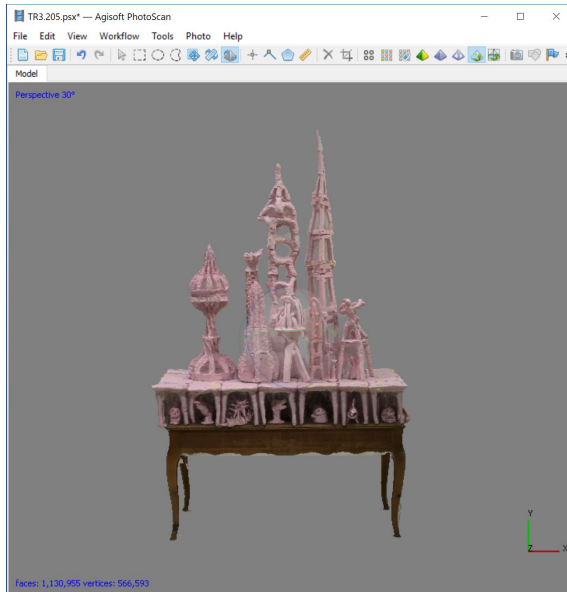 TR3.205.psx* — Agisoft PhotoScan
File Edit View Workflow Tools Photo Help
Model
Perspective 30°
Y
Z X
faces: 1,130,955 vertices: 566,593